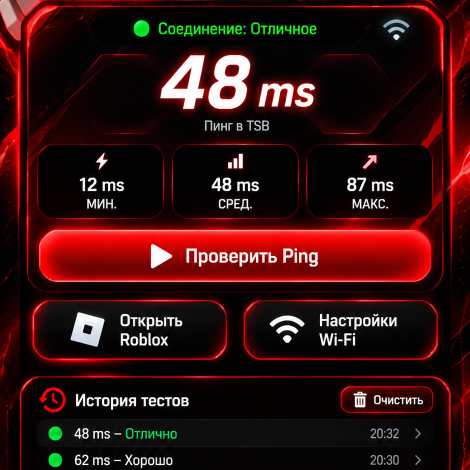 Соединение: Отличное
48 ms
Пинг в TSB
12 ms
МИН.
48 ms
СРЕД.
87 ms
МАКС.
Проверить Ping
Открыть
Roblox
Настройки
Wi-Fi
История тестов
Очистить
48 ms – Отлично
20:32
62 ms – Хорошо
20:30